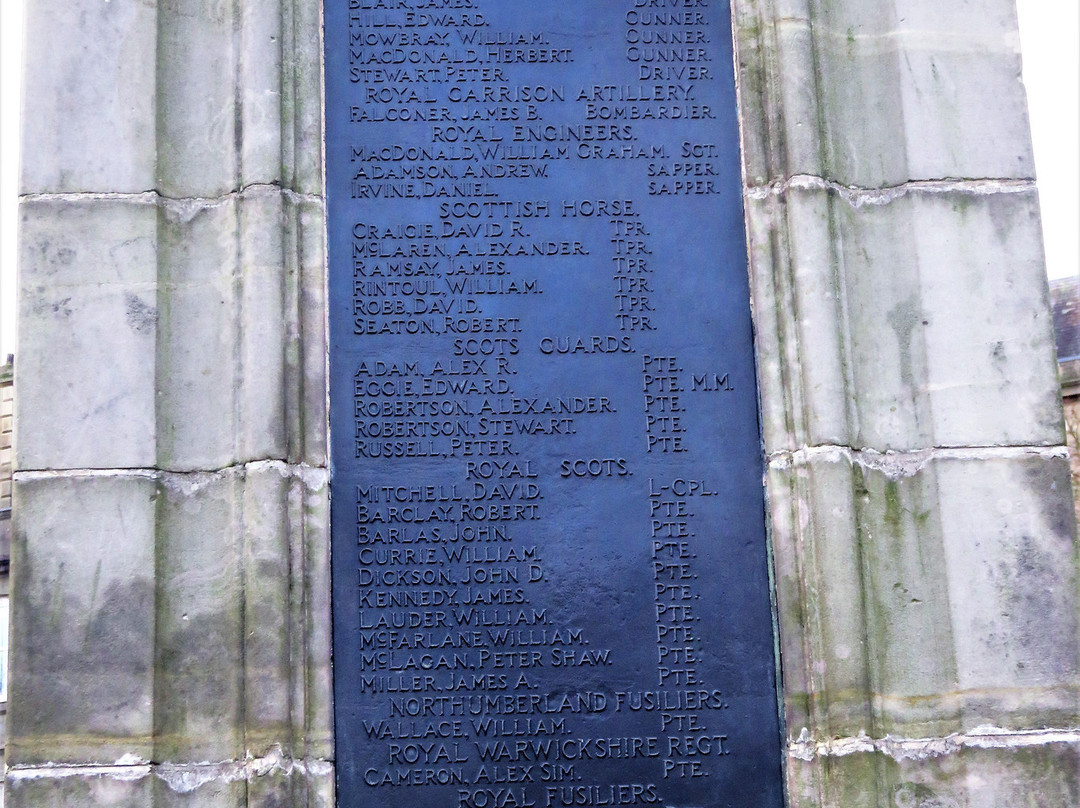 BLAIR, JAMES. DRIVER.
HILL, EDWARD. GUNNER.
MOWBRAY, WILLIAM. GUNNER.
MACDONALD, HERBERT. GUNNER.
STEWART, PETER. DRIVER.
ROYAL GARRISON ARTILLERY.
FALCONER, JAMES B. BOMBARDIER.
ROYAL ENGINEERS.
MACDONALD, WILLIAM GRAHAM. SGT.
ADAMSON, ANDREW. SAPPER.
IRVINE, DANIEL. SAPPER.
SCOTTISH HORSE.
CRAIGIE, DAVID R. TPR.
MCLAREN, ALEXANDER. TPR.
RAMSAY, JAMES. TPR.
RINTOUL, WILLIAM. TPR.
ROBB, DAVID. TPR.
SEATON, ROBERT. TPR.
SCOTS GUARDS.
ADAM, ALEX R. PTE.
EGGIE, EDWARD. PTE. M.M.
ROBERTSON, ALEXANDER. PTE.
ROBERTSON, STEWART. PTE.
RUSSELL, PETER. PTE.
ROYAL SCOTS.
MITCHELL, DAVID. L-CPL.
BARCLAY, ROBERT. PTE.
BARLAS, JOHN. PTE.
CURRIE, WILLIAM. PTE.
DICKSON, JOHN D. PTE.
KENNEDY, JAMES. PTE.
LAUDER, WILLIAM. PTE.
MCFARLANE, WILLIAM. PTE.
MCLAGAN, PETER SHAW. PTE.
MILLER, JAMES A. PTE.
NORTHUMBERLAND FUSILIERS.
WALLACE, WILLIAM. PTE.
ROYAL WARWICKSHIRE REGT.
CAMERON, ALEX SIM. PTE.
ROYAL FUSILIERS.